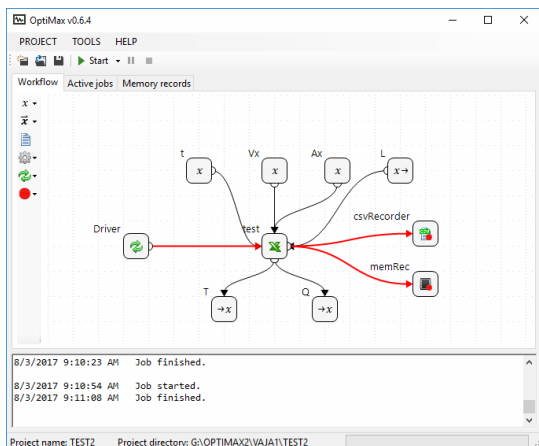 OptiMax v0.6.4
PROJECT TOOLS HELP
Start
Workflow Active jobs Memory records
x
x
t Vx Ax L
x x x x→
csvRecorder
Driver test
memRec
T Q
→x →x
8/3/2017 9:10:23 AM Job finished.
8/3/2017 9:10:54 AM Job started.
8/3/2017 9:11:08 AM Job finished.
Project name: TEST2 Project directory: G:\OPTIMAX2\VAJA1\TEST2